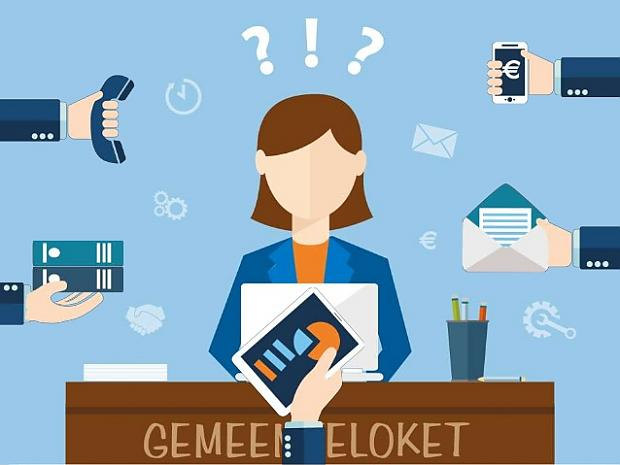 ? ! ?
€
€
GEMEEN ELOKET